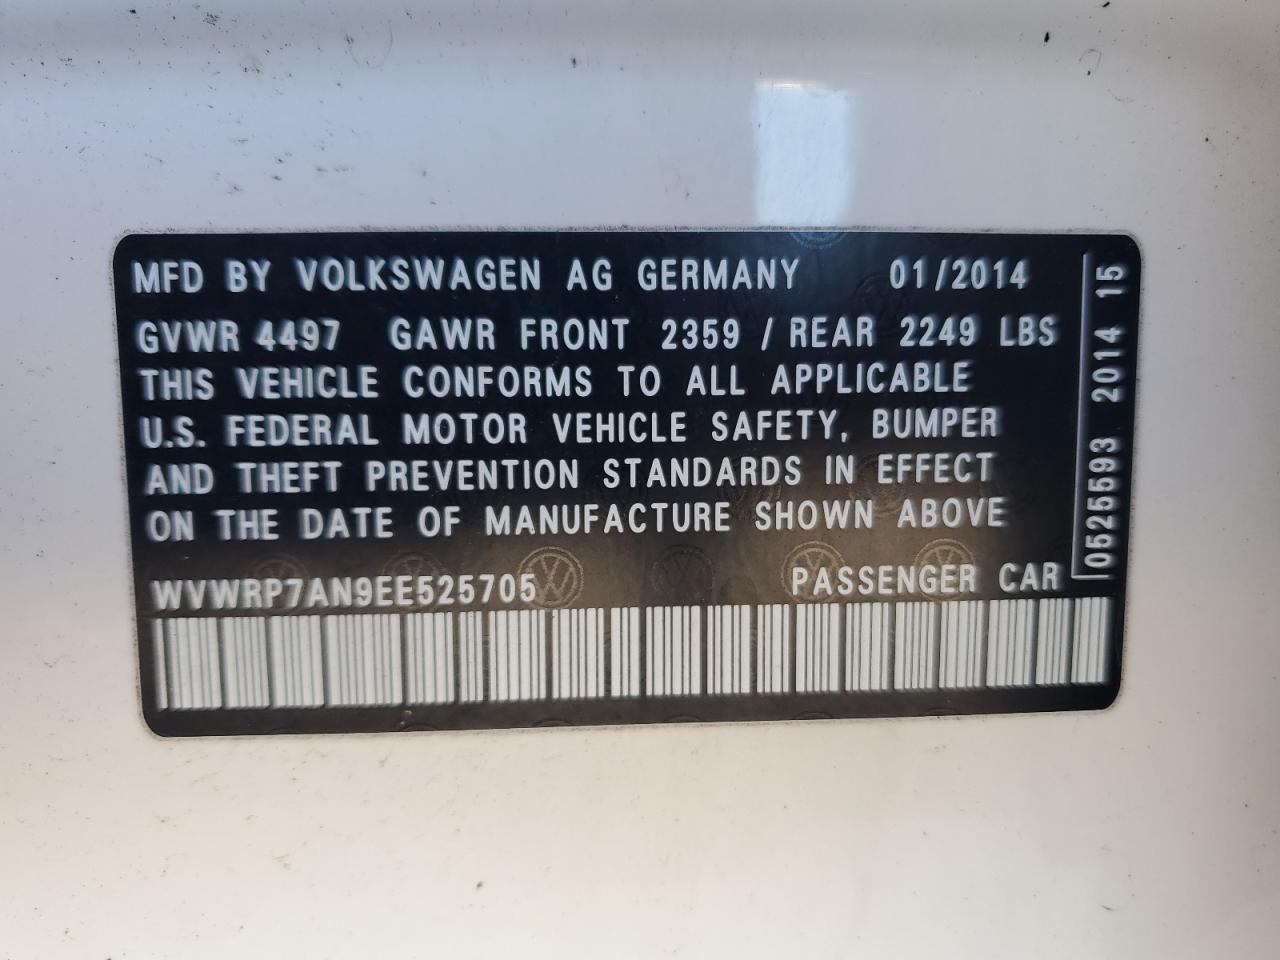 MFD BY VOLKSWAGEN AG GERMANY 01/2014
GVWR 4497 GAWR FRONT 2359 / REAR 2249 LBS
THIS VEHICLE CONFORMS TO ALL APPLICABLE
U.S. FEDERAL MOTOR VEHICLE SAFETY, BUMPER
AND THEFT PREVENTION STANDARDS IN EFFECT
ON THE DATE OF MANUFACTURE SHOWN ABOVE
WVWRP7AN9EE525705 PASSENGER CAR
0525593 2014 15